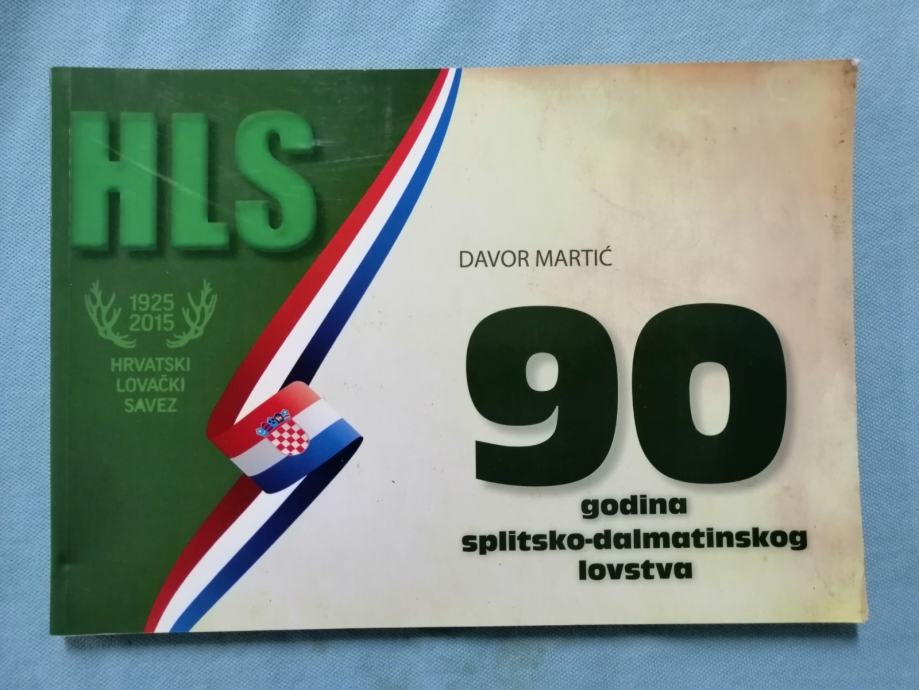 HLS
1925
2015
HRVATSKI
LOVAČKI
SAVEZ
DAVOR MARTIĆ
90
godina
splitsko-dalmatinskog
lovstva